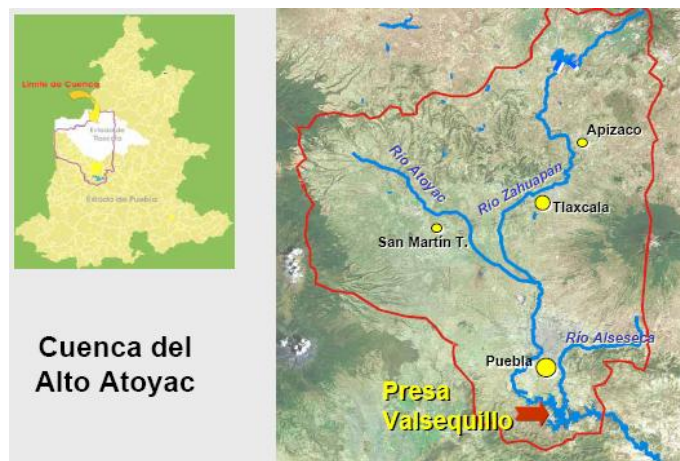 Límite de Cuenca
Estado de
Tlaxcala
Estado de Puebla
Cuenca del
Alto Atoyac
Río Atoyac
Río Zahuapan
Apizaco
Tlaxcala
San Martín T.
Río Alseseca
Puebla
Presa
Valsequillo